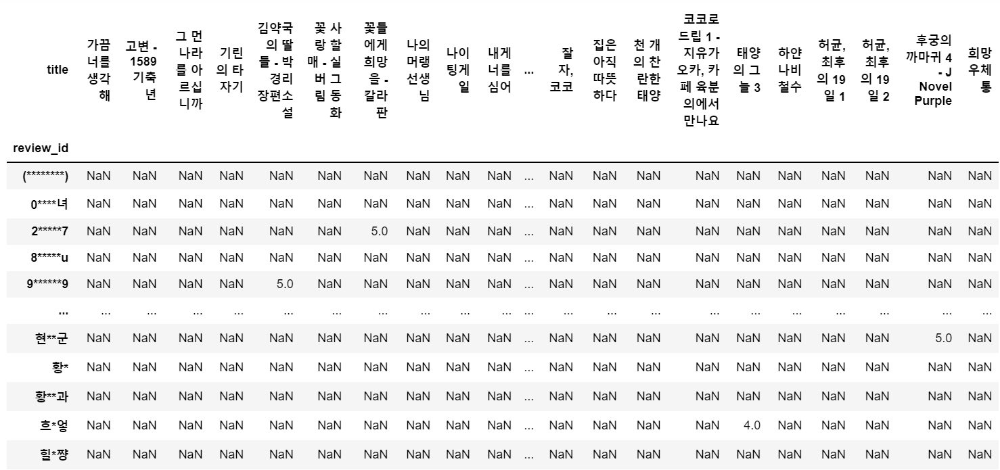 title
가끔
너를
생각
해
고변 -
1589
기축
년
그 먼
나라
를 아
르십
니까
기린
의 타
자기
김약국
의 딸
들 - 박
경리
장편소
설
꽃 사
랑 할
매 - 실
버 그
림 동
화
꽃들
에게
희망
을 -
칼라
판
나의
머랭
선생
님
나이
팅게
일
내게
너를
심어
...
잘
자,
코코
집은
아직
따뜻
하다
천 개
의 찬
란한
태양
코코로
드립 1 -
지유가
오카, 카
페 육분
의에서
만나요
태양
의 그
늘 3
하얀
나비
철수
허균,
최후
의 19
일 1
허균,
최후
의 19
일 2
후궁의
까마귀 4
- J
Novel
Purple
희망
우체
통
review_id
(********) NaN NaN NaN NaN NaN NaN NaN NaN NaN NaN ... NaN NaN NaN NaN NaN NaN NaN NaN NaN NaN
0****녀 NaN NaN NaN NaN NaN NaN NaN NaN NaN NaN ... NaN NaN NaN NaN NaN NaN NaN NaN NaN NaN
2*****7 NaN NaN NaN NaN NaN NaN 5.0 NaN NaN NaN ... NaN NaN NaN NaN NaN NaN NaN NaN NaN NaN
8*****u NaN NaN NaN NaN NaN NaN NaN NaN NaN NaN ... NaN NaN NaN NaN NaN NaN NaN NaN NaN NaN
9******9 NaN NaN NaN NaN 5.0 NaN NaN NaN NaN NaN ... NaN NaN NaN NaN NaN NaN NaN NaN NaN NaN
... ... ... ... ... ... ... ... ... ... ... ... ... ... ... ... ... ... ... ... ... ...
현**군 NaN NaN NaN NaN NaN NaN NaN NaN NaN NaN ... NaN NaN NaN NaN NaN NaN NaN NaN 5.0 NaN
황* NaN NaN NaN NaN NaN NaN NaN NaN NaN NaN ... NaN NaN NaN NaN NaN NaN NaN NaN NaN NaN
황**과 NaN NaN NaN NaN NaN NaN NaN NaN NaN NaN ... NaN NaN NaN NaN NaN NaN NaN NaN NaN NaN
흐*엏 NaN NaN NaN NaN NaN NaN NaN NaN NaN NaN ... NaN NaN NaN NaN 4.0 NaN NaN NaN NaN NaN
힐*쨩 NaN NaN NaN NaN NaN NaN NaN NaN NaN NaN ... NaN NaN NaN NaN NaN NaN NaN NaN NaN NaN